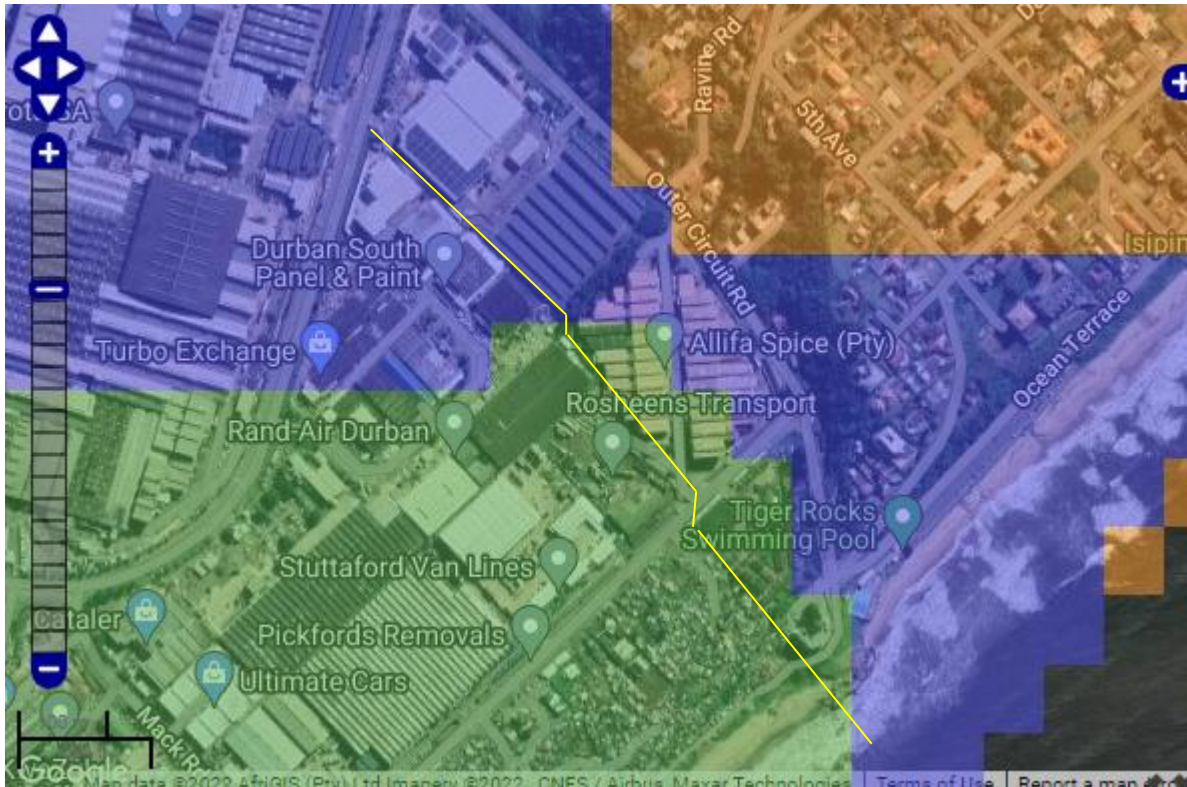 Ravine Rd
5th Ave
Outer Circuit Rd
Isipin
Durban South
Panel & Paint
Turbo Exchange
Allifa Spice (Pty)
Ocean Terrace
Rosheens Transport
Rand-Air Durban
Tiger Rocks
Swimming Pool
Stuttaford Van Lines
Cataler
Pickfords Removals
Ultimate Cars
Mack R
Google
Map data ©2022 AfriGIS (Pty) Ltd Imagery ©2022 , CNES / Airbus, Maxar Technologies
Terms of Use
Report a map error